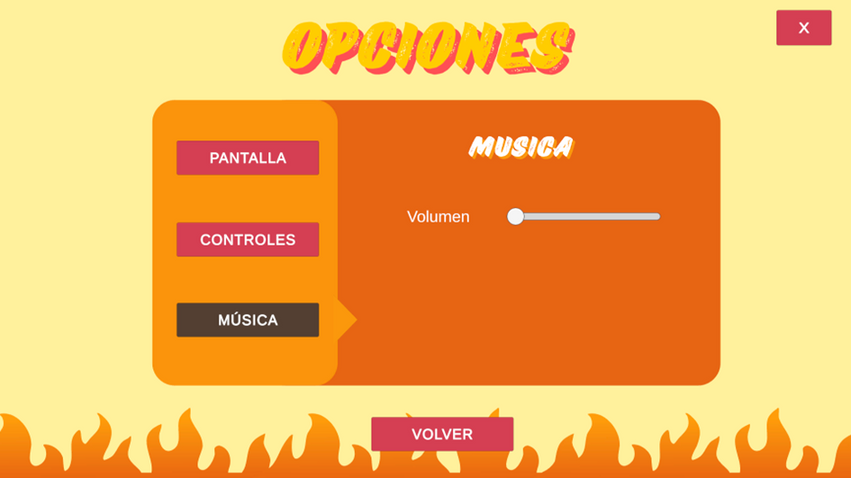 OPCIONES
X
PANTALLA
CONTROLES
MÚSICA
MUSICA
Volumen
VOLVER